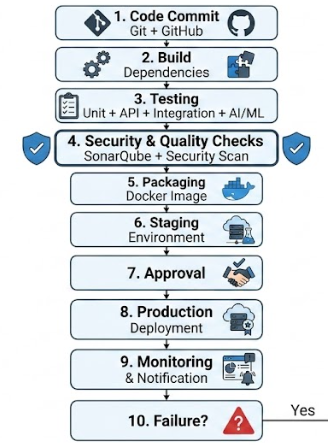 1. Code Commit
Git + GitHub
2. Build
Dependencies
3. Testing
Unit + API + Integration + AI/ML
4. Security & Quality Checks
SonarQube + Security Scan
5. Packaging
Docker Image
6. Staging
Environment
7. Approval
8. Production
Deployment
9. Monitoring
& Notification
10. Failure?
Yes